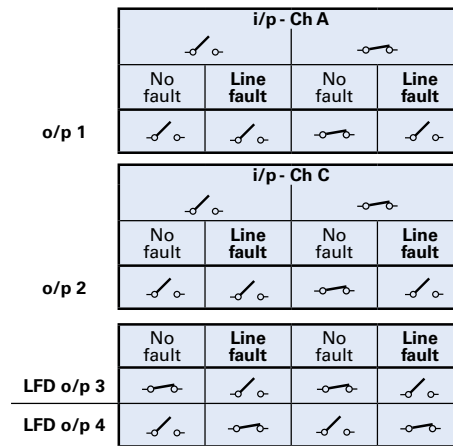 i/p - Ch A
No fault Line fault No fault Line fault
o/p 1
i/p - Ch C
No fault Line fault No fault Line fault
o/p 2
No fault Line fault No fault Line fault
LFD o/p 3
LFD o/p 4